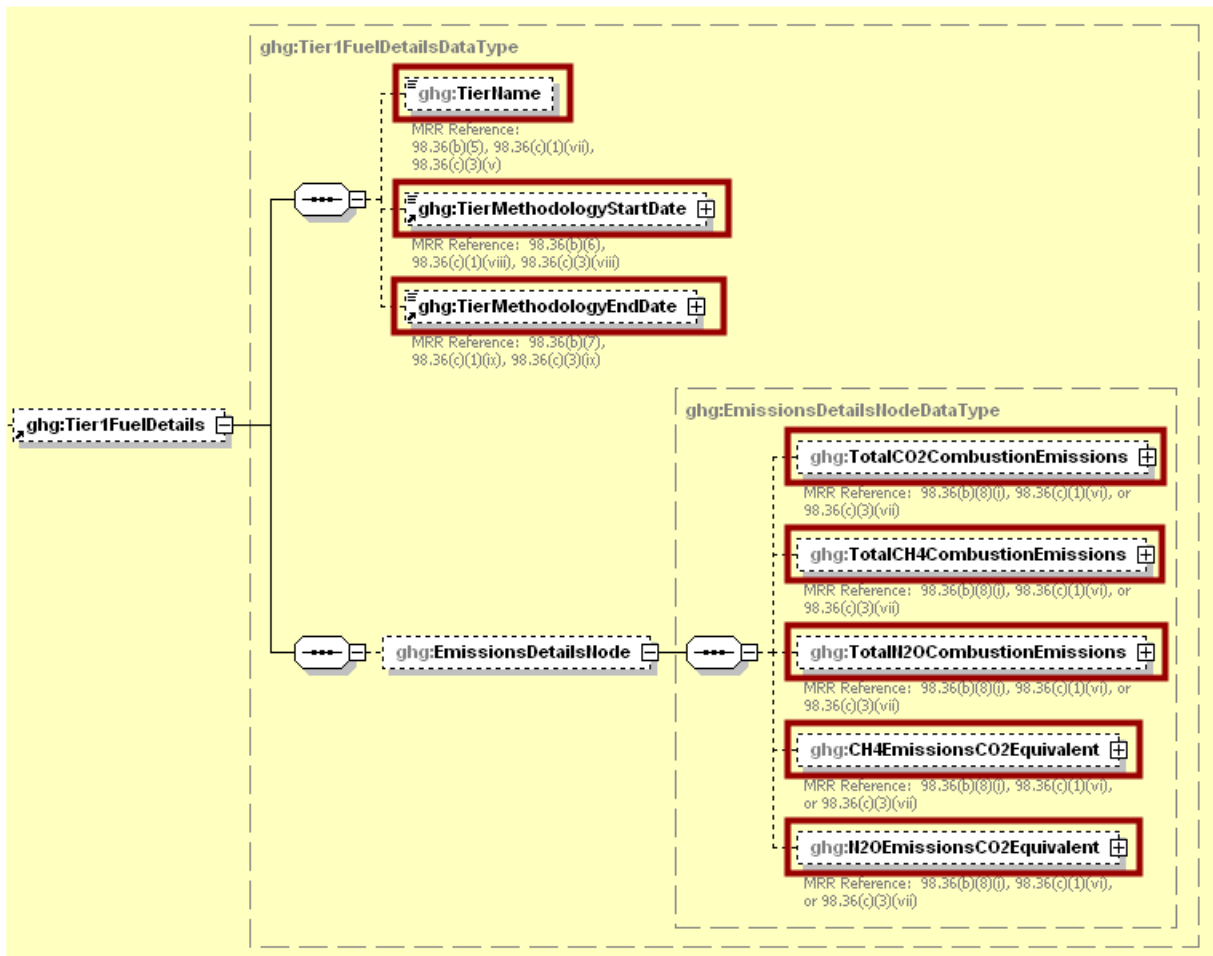 ghg:Tier1FuelDetailsDataType
ghg:TierName
MRR Reference:
98.36(b)(5), 98.36(c)(1)(vii),
98.36(c)(3)(v)
ghg:TierMethodologyStartDate
MRR Reference: 98.36(b)(6),
98.36(c)(1)(viii), 98.36(c)(3)(viii)
ghg:TierMethodologyEndDate
MRR Reference: 98.36(b)(7),
98.36(c)(1)(ix), 98.36(c)(3)(ix)
ghg:Tier1FuelDetails
ghg:EmissionsDetailsNode
ghg:EmissionsDetailsNodeDataType
ghg:TotalCO2CombustionEmissions
MRR Reference: 98.36(b)(8)(i), 98.36(c)(1)(vi), or
98.36(c)(3)(vii)
ghg:TotalCH4CombustionEmissions
MRR Reference: 98.36(b)(8)(i), 98.36(c)(1)(vi), or
98.36(c)(3)(vii)
ghg:TotalN2OCombustionEmissions
MRR Reference: 98.36(b)(8)(i), 98.36(c)(1)(vi), or
98.36(c)(3)(vii)
ghg:CH4EmissionsCO2Equivalent
MRR Reference: 98.36(b)(8)(i), 98.36(c)(1)(vi),
or 98.36(c)(3)(vii)
ghg:N2OEmissionsCO2Equivalent
MRR Reference: 98.36(b)(8)(i), 98.36(c)(1)(vi),
or 98.36(c)(3)(vii)